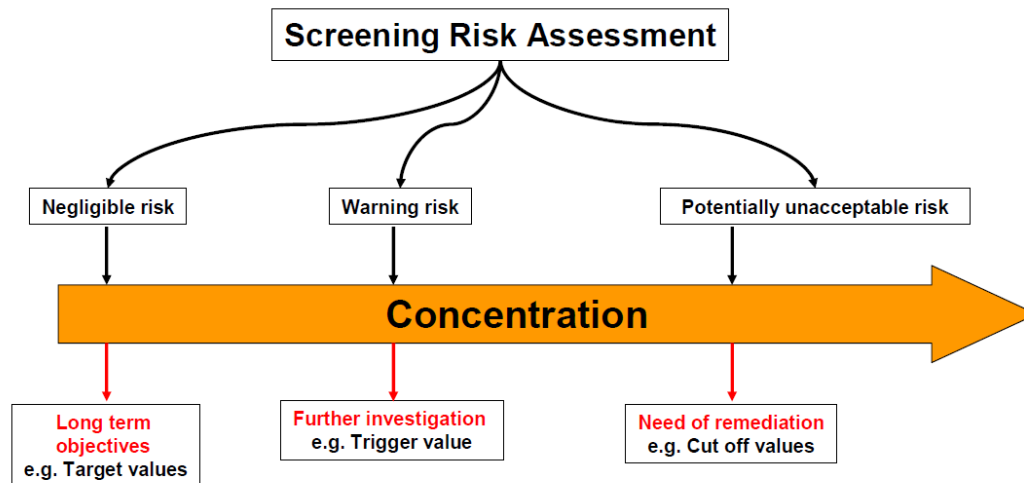 Screening Risk Assessment
Negligible risk
Warning risk
Potentially unacceptable risk
Concentration
Long term
objectives
e.g. Target values
Further investigation
e.g. Trigger value
Need of remediation
e.g. Cut off values